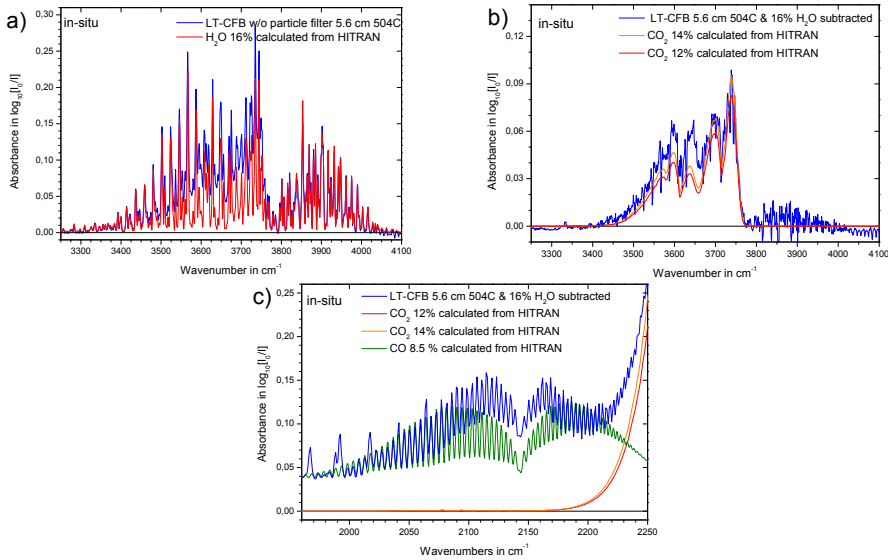 a)
in-situ
LT-CFB w/o particle filter 5.6 cm 504C
H2O 16% calculated from HITRAN
0,30
0,25
0,20
0,15
0,10
0,05
0,00
Absorbance in log10[I0/I]
3300 3400 3500 3600 3700 3800 3900 4000 4100
Wavenumber in cm-1
b)
in-situ
LT-CFB 5.6 cm 504C & 16% H2O subtracted
CO2 14% calculated from HITRAN
CO2 12% calculated from HITRAN
0,12
0,09
0,06
0,03
0,00
Absorbance in log10[I0/I]
3300 3400 3500 3600 3700 3800 3900 4000 4100
Wavenumber in cm-1
c)
in-situ
LT-CFB 5.6 cm 504C & 16% H2O subtracted
CO2 12% calculated from HITRAN
CO2 14% calculated from HITRAN
CO 8.5 % calculated from HITRAN
0,25
0,20
0,15
0,10
0,05
0,00
Absorbance in log10[I0/I]
2000 2050 2100 2150 2200 2250
Wavenumbers in cm-1